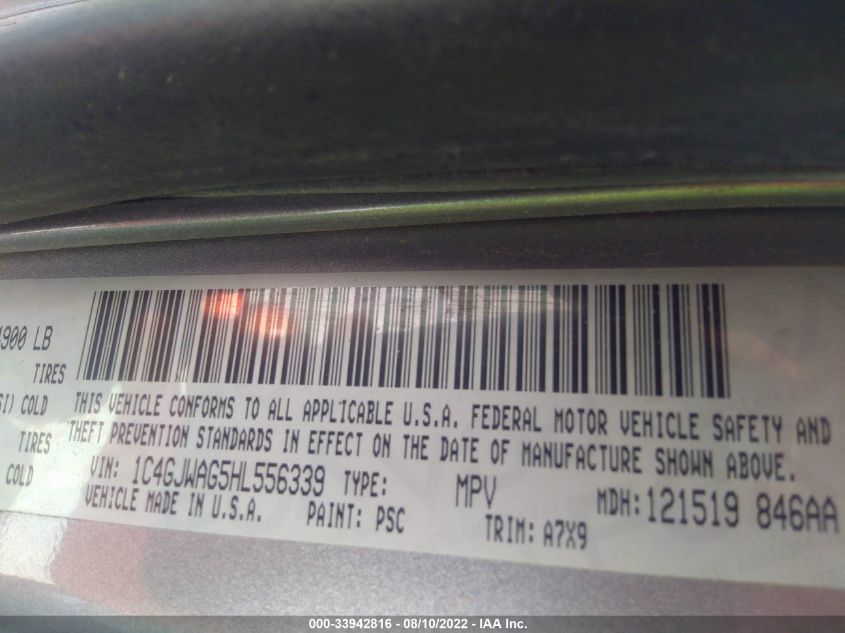 4900 LB
TIRES
SI) COLD
TIRES
COLD
THIS VEHICLE CONFORMS TO ALL APPLICABLE U.S.A. FEDERAL MOTOR VEHICLE SAFETY AND
THEFT PREVENTION STANDARDS IN EFFECT ON THE DATE OF MANUFACTURE SHOWN ABOVE.
VIN: 1C4GJWAG5HL556339 TYPE: MPV MDH: 121519 846AA
VEHICLE MADE IN U.S.A. PAINT: PSC TRIM: A7X9
000-33942816 - 08/10/2022 - IAA Inc.